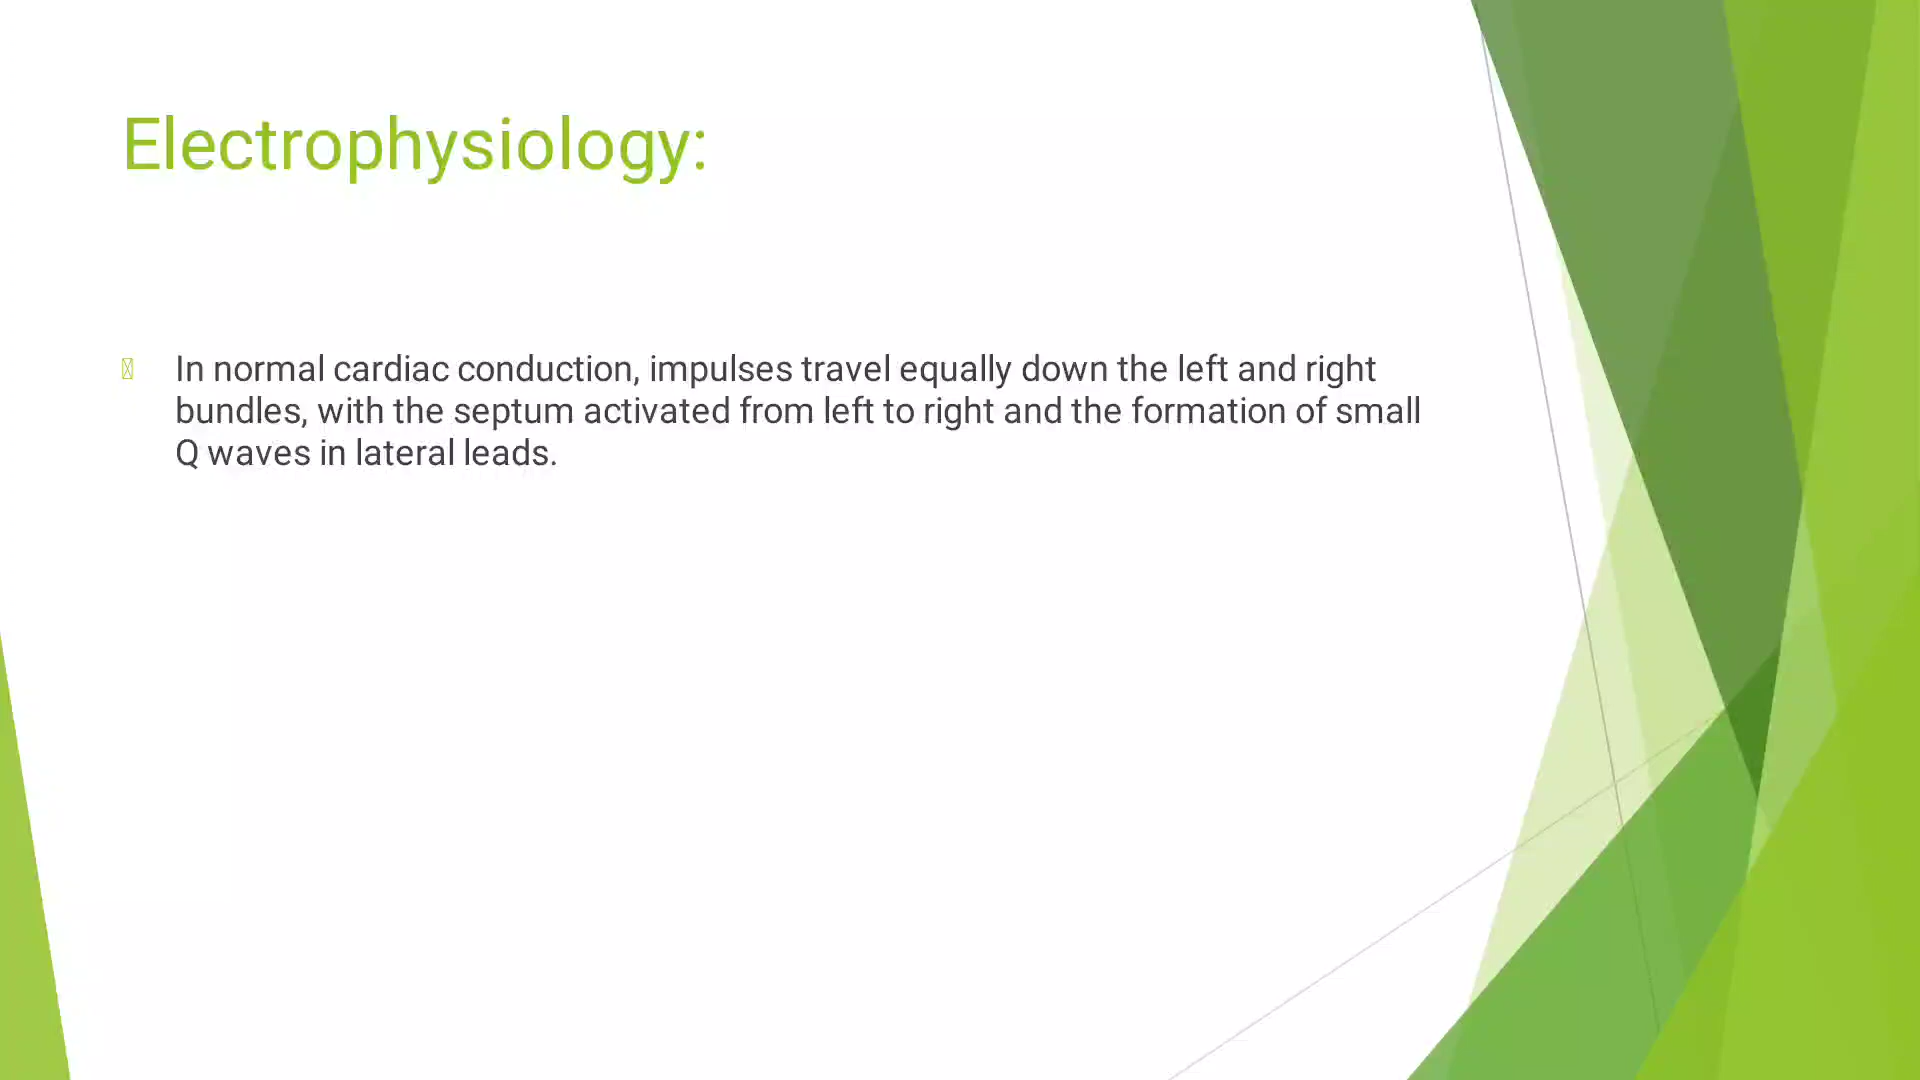 Electrophysiology:
In normal cardiac conduction, impulses travel equally down the left and right
bundles, with the septum activated from left to right and the formation of small
Q waves in lateral leads.